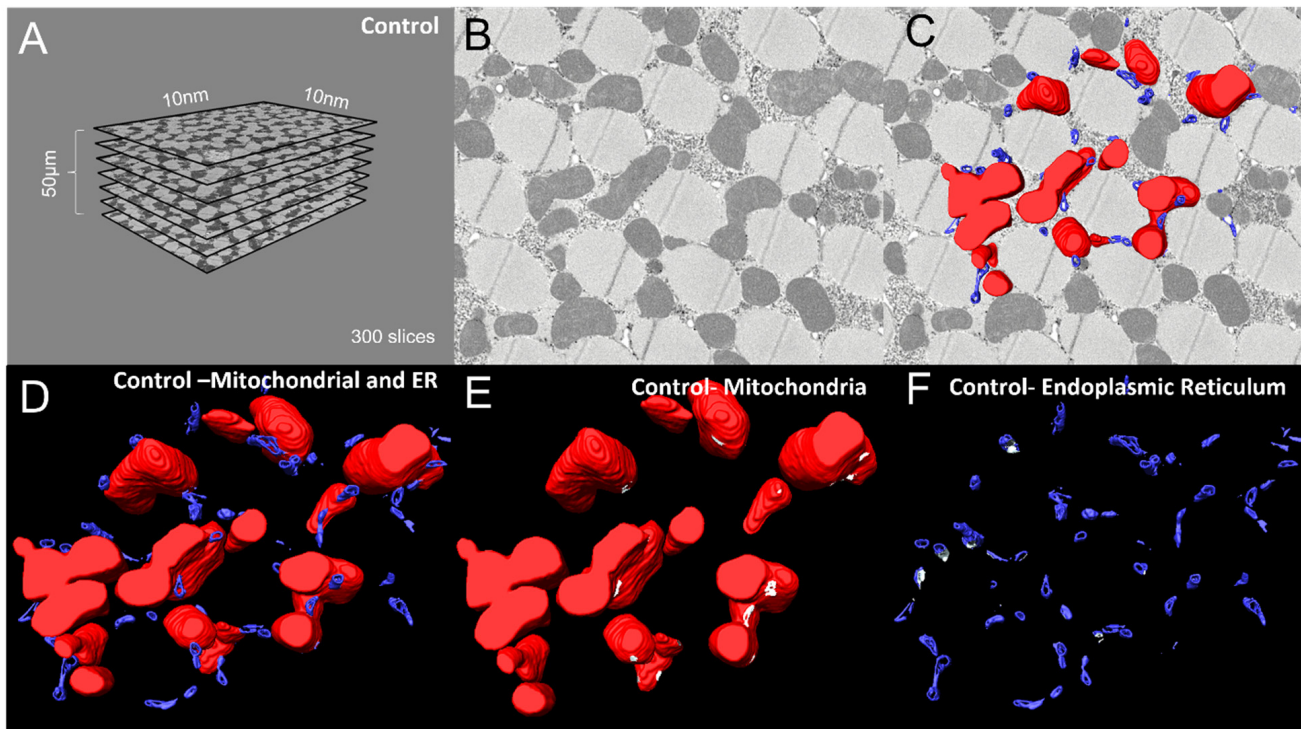 A
Control
10nm
10nm
50µm
300 slices
B
C
D
Control –Mitochondrial and ER
E
Control- Mitochondria
F
Control- Endoplasmic Reticulum